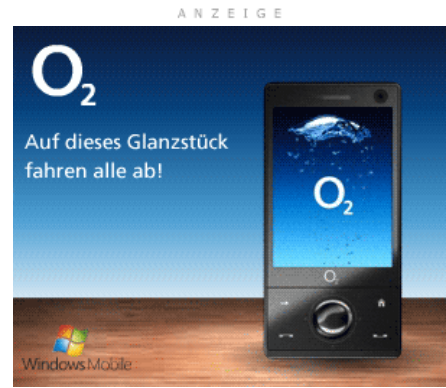 ANZEIGE
O2
Auf dieses Glanzstück
fahren alle ab!
O2
O2
Windows Mobile